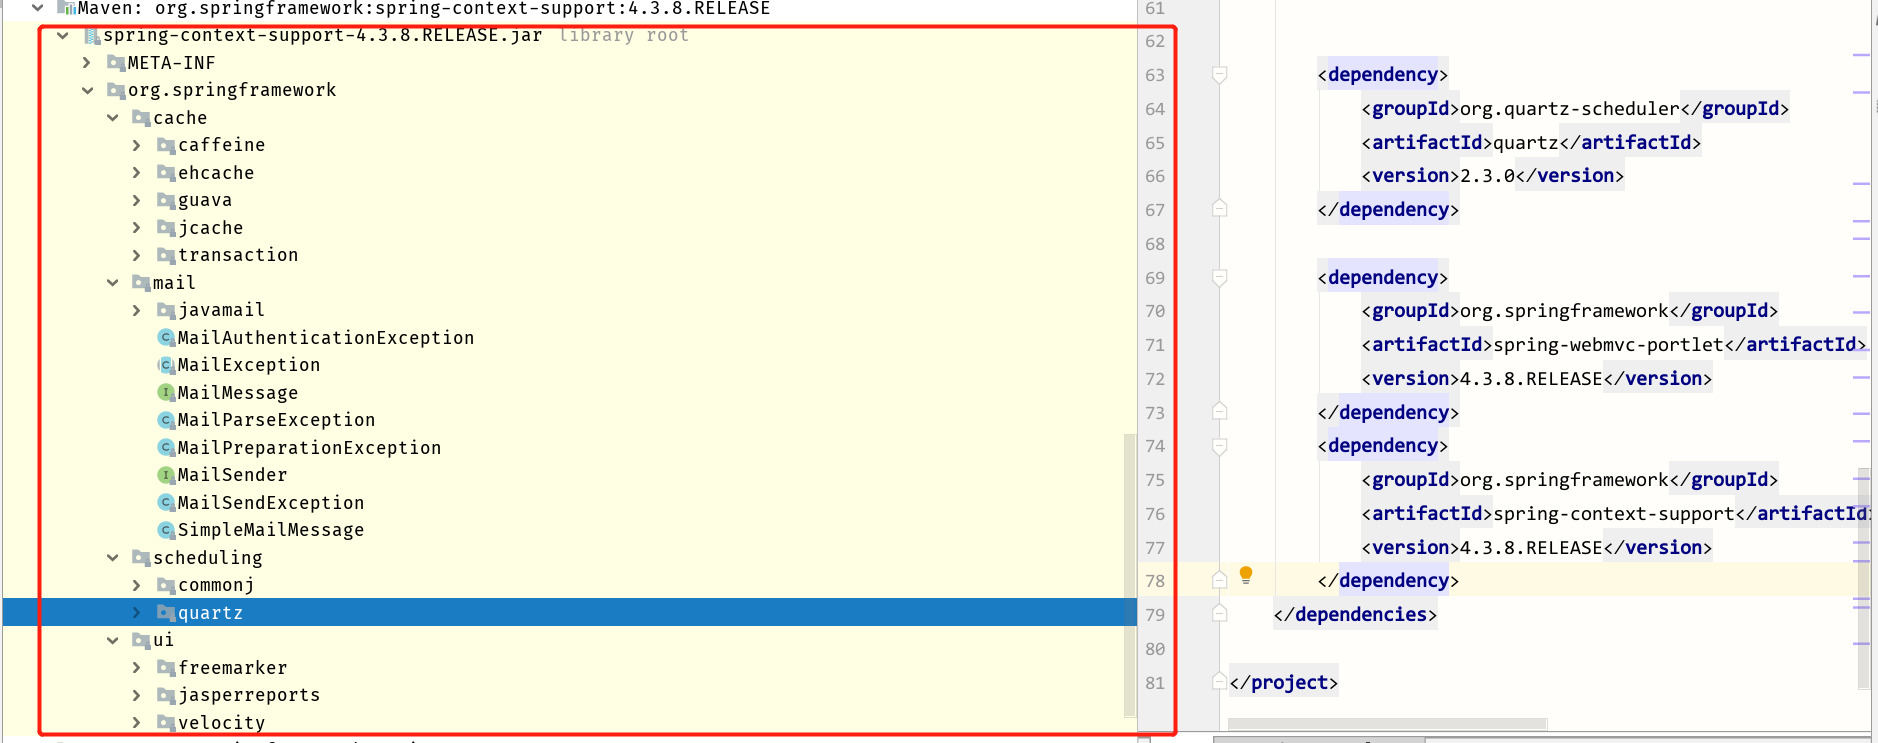 Maven: org.springframework:spring-context-support:4.3.8.RELEASE
spring-context-support-4.3.8.RELEASE.jar library root
META-INF
org.springframework
cache
caffeine
ehcache
guava
jcache
transaction
mail
javamail
MailAuthenticationException
MailException
MailMessage
MailParseException
MailPreparationException
MailSender
MailSendException
SimpleMailMessage
scheduling
commonj
quartz
ui
freemarker
jasperreports
velocity
61
62
63 <dependency>
64 <groupId>org.quartz-scheduler</groupId>
65 <artifactId>quartz</artifactId>
66 <version>2.3.0</version>
67 </dependency>
68
69 <dependency>
70 <groupId>org.springframework</groupId>
71 <artifactId>spring-webmvc-portlet</artifactId>
72 <version>4.3.8.RELEASE</version>
73 </dependency>
74 <dependency>
75 <groupId>org.springframework</groupId>
76 <artifactId>spring-context-support</artifactId>
77 <version>4.3.8.RELEASE</version>
78 </dependency>
79 </dependencies>
80
81 </project>